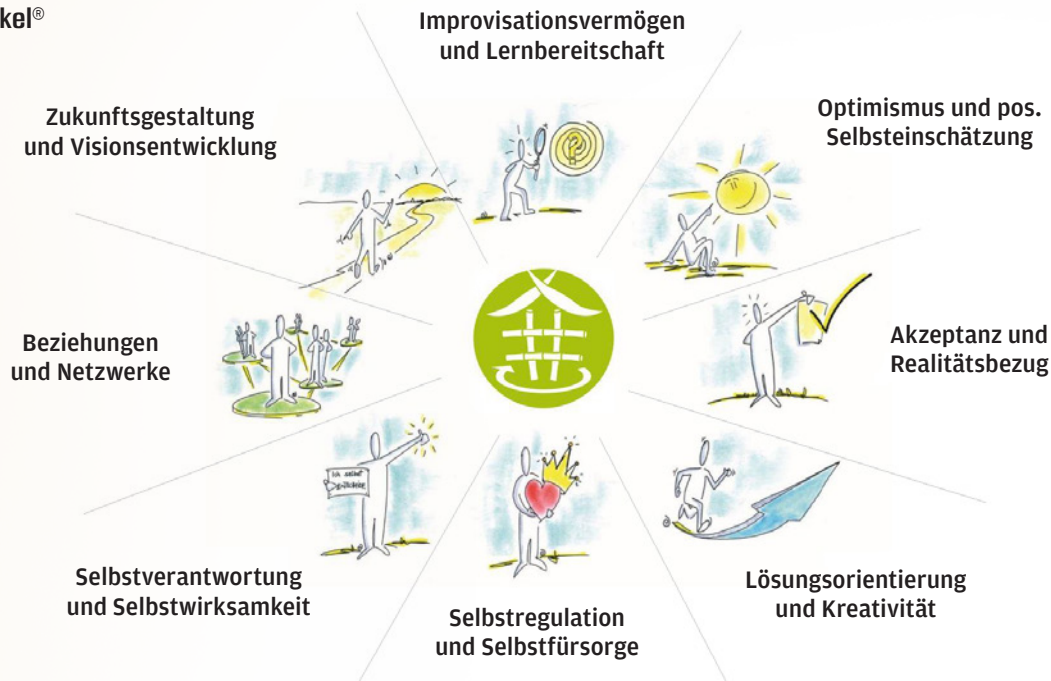 kel®
Improvisationsvermögen
und Lernbereitschaft
Optimismus und pos.
Selbsteinschätzung
Akzeptanz und
Realitätsbezug
Lösungsorientierung
und Kreativität
Selbstregulation
und Selbstfürsorge
Selbstverantwortung
und Selbstwirksamkeit
Beziehungen
und Netzwerke
Zukunftsgestaltung
und Visionsentwicklung
?